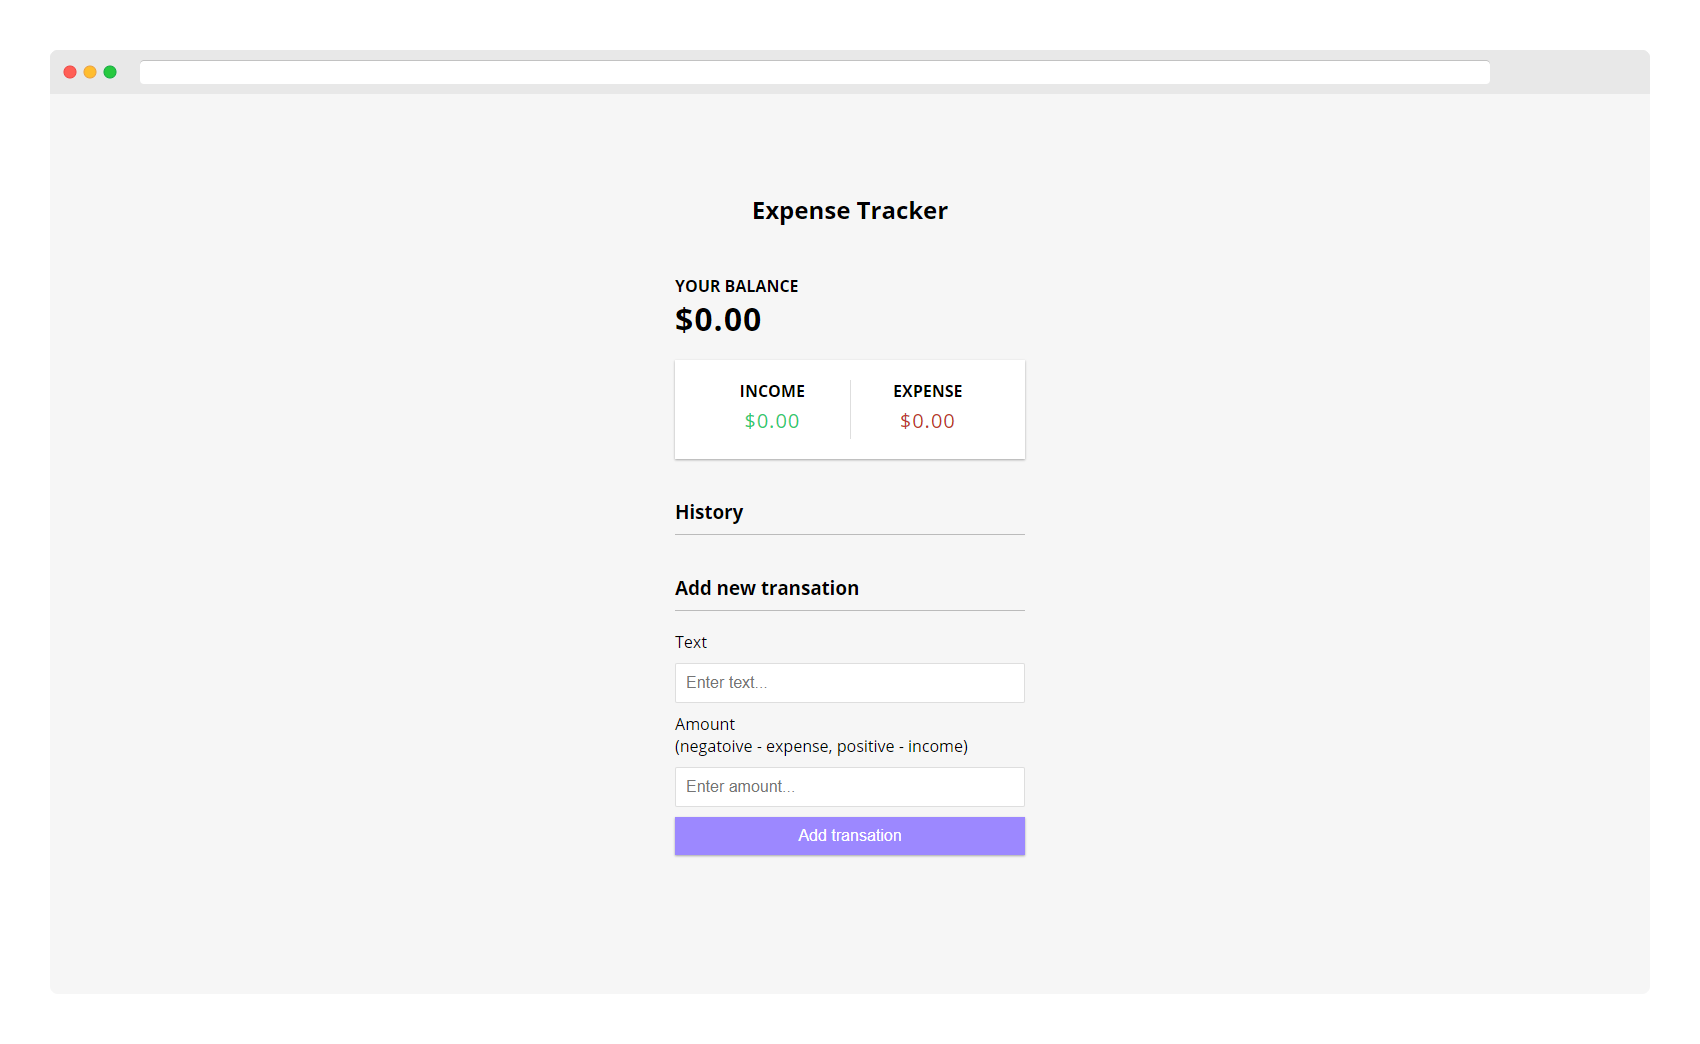 Expense Tracker
YOUR BALANCE
$0.00
INCOME EXPENSE
$0.00 $0.00
History
Add new transation
Text
Enter text...
Amount
(negatoive - expense, positive - income)
Enter amount...
Add transation